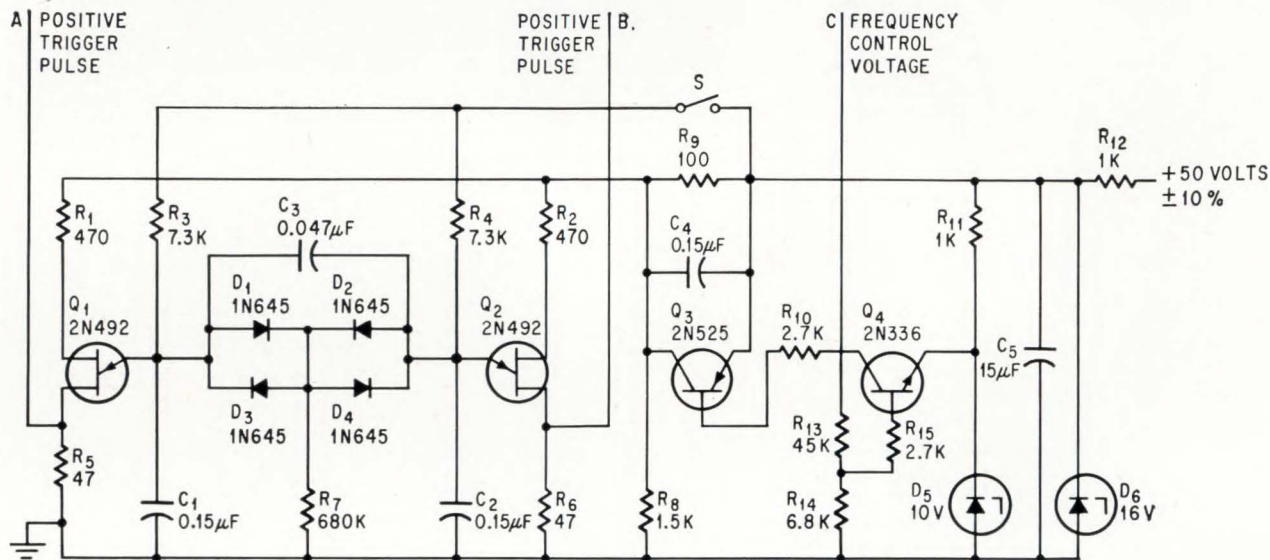 A POSITIVE
TRIGGER
PULSE
POSITIVE B.
TRIGGER
PULSE
C FREQUENCY
CONTROL
VOLTAGE
S
R9
100
R12
1K
+50 VOLTS
±10 %
R1
470
R3
7.3K
C3
0.047µF
R4
7.3K
R2
470
C4
0.15µF
R11
1K
D1
1N645
D2
1N645
Q1
2N492
Q2
2N492
Q3
2N525
R10
2.7K
Q4
2N336
C5
15µF
D3
1N645
D4
1N645
R13
45K
R15
2.7K
R5
47
C1
0.15µF
R7
680K
C2
0.15µF
R6
47
R8
1.5K
R14
6.8K
D5
10V
D6
16V